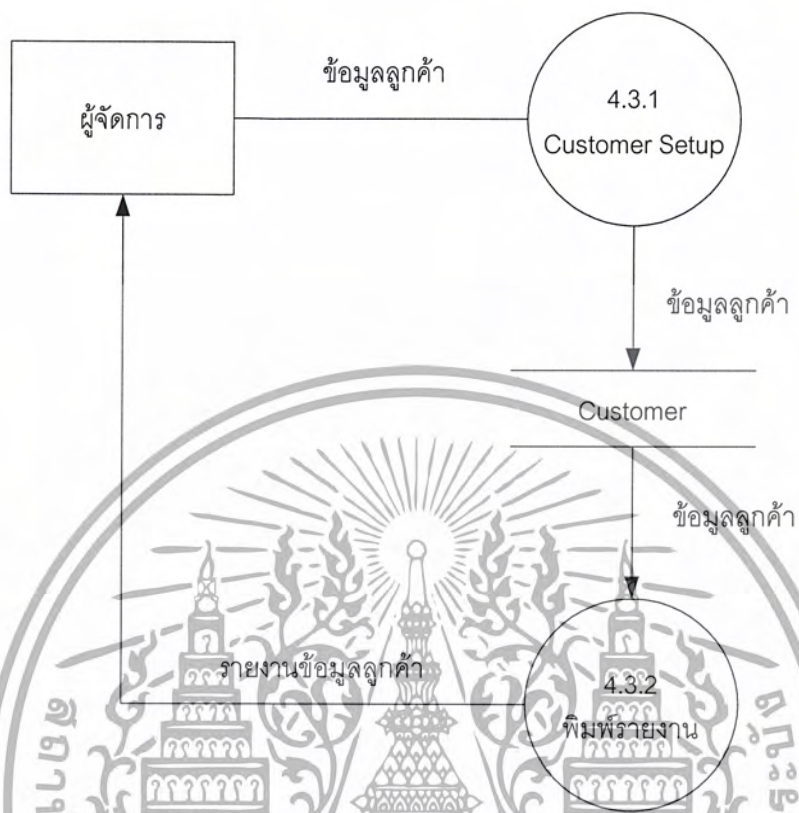 ข้อมูลลูกค้า
ผู้จัดการ
4.3.1
Customer Setup
ข้อมูลลูกค้า
Customer
ข้อมูลลูกค้า
รายงานข้อมูลลูกค้า
4.3.2
พิมพ์รายงาน